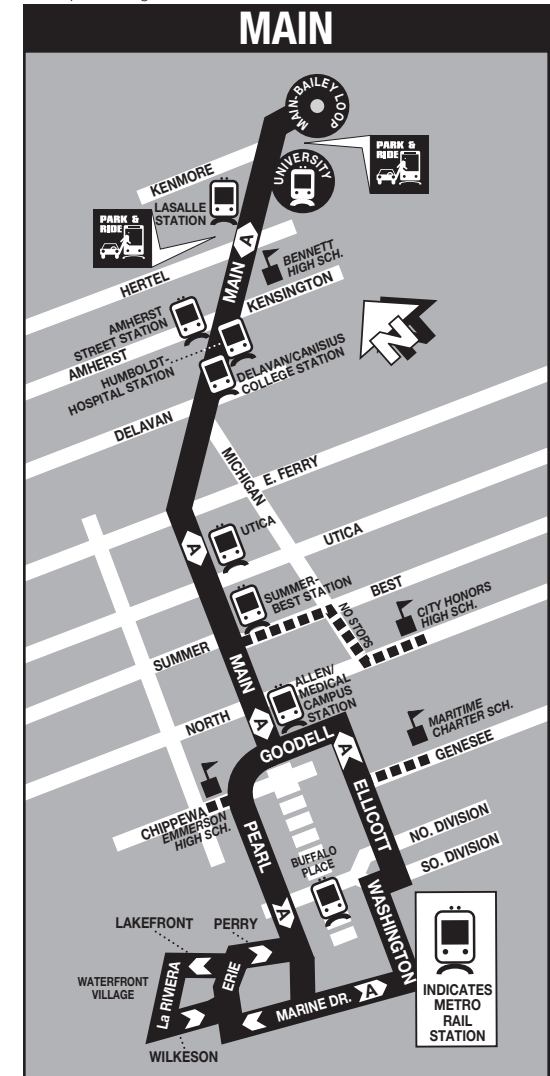 MAIN
MAIN-BAILEY LOOP
PARK &
RIDE
UNIVERSITY
KENMORE
LASALLE
STATION
PARK &
RIDE
A
MAIN
BENNETT
HIGH SCH.
HERTEL
KENSINGTON
AMHERST
STREET STATION
AMHERST
N
HUMBOLDT-
HOSPITAL STATION
DELAVAN/CANISIUS
COLLEGE STATION
DELAVAN
MICHIGAN
E. FERRY
A
UTICA
UTICA
SUMMER-
BEST STATION
BEST
NO STOPS
CITY HONORS
HIGH SCH.
SUMMER
MAIN
ALLEN/
MEDICAL
CAMPUS
STATION
NORTH
A
GOODELL
MARITIME
CHARTER SCH.
A
GENESEE
CHIPPEWA
EMMERSON
HIGH SCH.
PEARL
ELLICOTT
NO. DIVISION
SO. DIVISION
BUFFALO
PLACE
A
WASHINGTON
LAKEFRONT
PERRY
WATERFRONT
VILLAGE
La RIVIERA
ERIE
MARINE DR.
A
WILKESON
INDICATES
METRO
RAIL
STATION